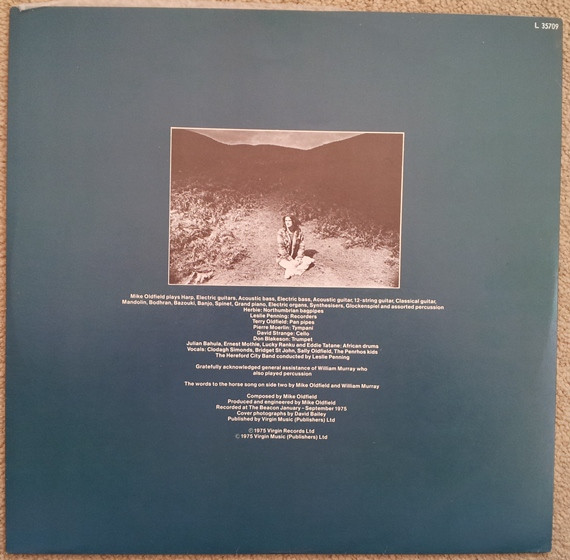 L 35709
Mike Oldfield plays Harp, Electric guitars, Acoustic bass, Electric bass, Acoustic guitar, 12-string guitar, Classical guitar,
Mandolin, Bodhran, Bazouki, Banjo, Spinet, Grand piano, Electric organs, Synthesisers, Glockenspiel and assorted percussion
Herbie: Northumbrian bagpipes
Leslie Penning: Recorders
Terry Oldfield: Pan pipes
Pierre Moerlin: Tympani
David Strange: Cello
Don Blakeson: Trumpet
Julian Bahula, Ernest Mothle, Lucky Ranku and Eddie Tatane: African drums
Vocals: Clodagh Simonds, Bridget St John, Sally Oldfield, The Penrhos kids
The Hereford City Band conducted by Leslie Penning
Gratefully acknowledged general assistance of William Murray who
also played percussion
The words to the horse song on side two by Mike Oldfield and William Murray
Composed by Mike Oldfield
Produced and engineered by Mike Oldfield
Recorded at The Beacon January - September 1975
Cover photographs by David Bailey
Published by Virgin Music (Publishers) Ltd
℗ 1975 Virgin Records Ltd
© 1975 Virgin Music (Publishers) Ltd